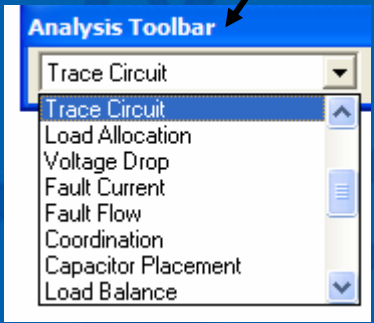 Analysis Toolbar
Trace Circuit
Trace Circuit
Load Allocation
Voltage Drop
Fault Current
Fault Flow
Coordination
Capacitor Placement
Load Balance